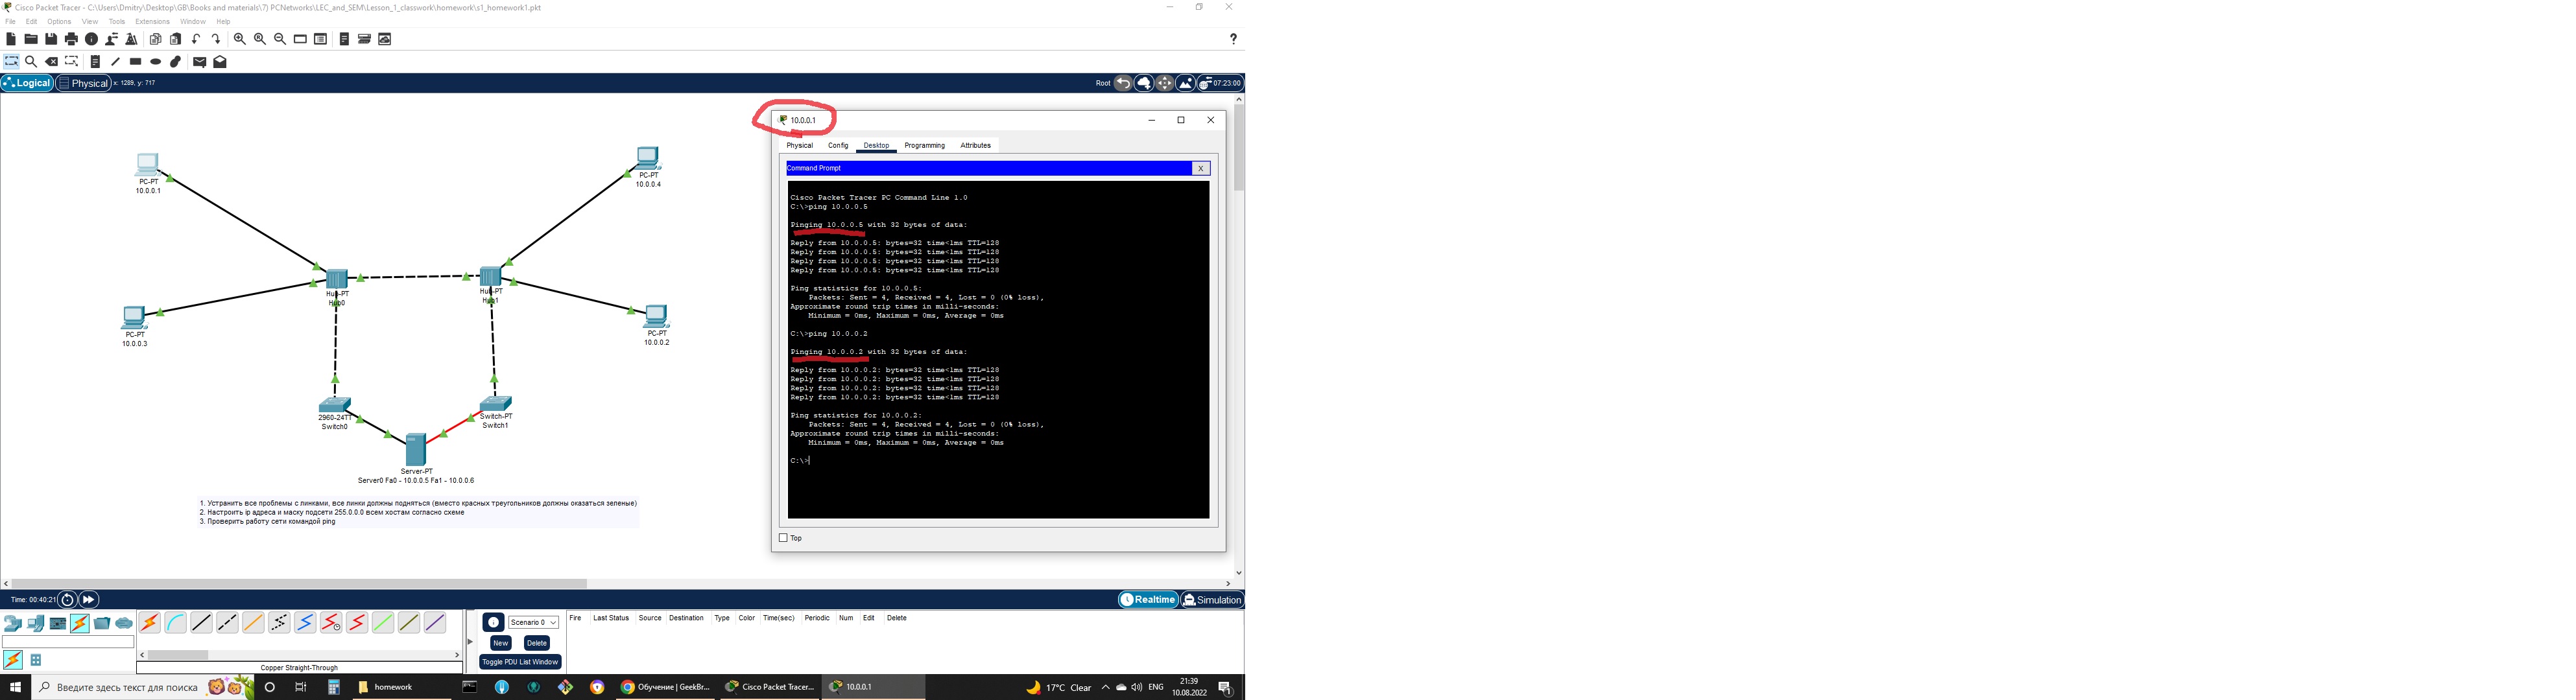 Cisco Packet Tracer - C:\Users\Dmitry\Desktop\GB\Books and materials\7) PCNetworks\LEC_and_SEM\Lesson_1_classwork\homework\s1_homework1.pkt
File Edit Options View Tools Extensions Window Help
?
Logical Physical x: 1289, y: 717
Root 07:23:00
PC-PT
10.0.0.1
PC-PT
10.0.0.4
Hub-PT
Hub0
Hub-PT
Hub1
PC-PT
10.0.0.3
PC-PT
10.0.0.2
2960-24TT
Switch0
Switch-PT
Switch1
Server-PT
Server0 Fa0 - 10.0.0.5 Fa1 - 10.0.0.6
1. Устранить все проблемы с линками, все линки должны подняться (вместо красных треугольников должны оказаться зеленые)
2. Настроить ip адреса и маску подсети 255.0.0.0 всем хостам согласно схеме
3. Проверить работу сети командой ping
10.0.0.1
Physical Config Desktop Programming Attributes
Command Prompt
X
Cisco Packet Tracer PC Command Line 1.0
C:\>ping 10.0.0.5
Pinging 10.0.0.5 with 32 bytes of data:
Reply from 10.0.0.5: bytes=32 time<1ms TTL=128
Reply from 10.0.0.5: bytes=32 time<1ms TTL=128
Reply from 10.0.0.5: bytes=32 time<1ms TTL=128
Reply from 10.0.0.5: bytes=32 time<1ms TTL=128
Ping statistics for 10.0.0.5:
Packets: Sent = 4, Received = 4, Lost = 0 (0% loss),
Approximate round trip times in milli-seconds:
Minimum = 0ms, Maximum = 0ms, Average = 0ms
C:\>ping 10.0.0.2
Pinging 10.0.0.2 with 32 bytes of data:
Reply from 10.0.0.2: bytes=32 time<1ms TTL=128
Reply from 10.0.0.2: bytes=32 time<1ms TTL=128
Reply from 10.0.0.2: bytes=32 time<1ms TTL=128
Reply from 10.0.0.2: bytes=32 time<1ms TTL=128
Ping statistics for 10.0.0.2:
Packets: Sent = 4, Received = 4, Lost = 0 (0% loss),
Approximate round trip times in milli-seconds:
Minimum = 0ms, Maximum = 0ms, Average = 0ms
C:\>
Top
Time: 00:40:21
Realtime Simulation
Scenario 0
New Delete
Toggle PDU List Window
Fire Last Status Source Destination Type Color Time(sec) Periodic Num Edit Delete
Copper Straight-Through
Введите здесь текст для поиска
homework
Обучение | GeekBr...
Cisco Packet Tracer...
10.0.0.1
17°C Clear
ENG
21:39
10.08.2022
1